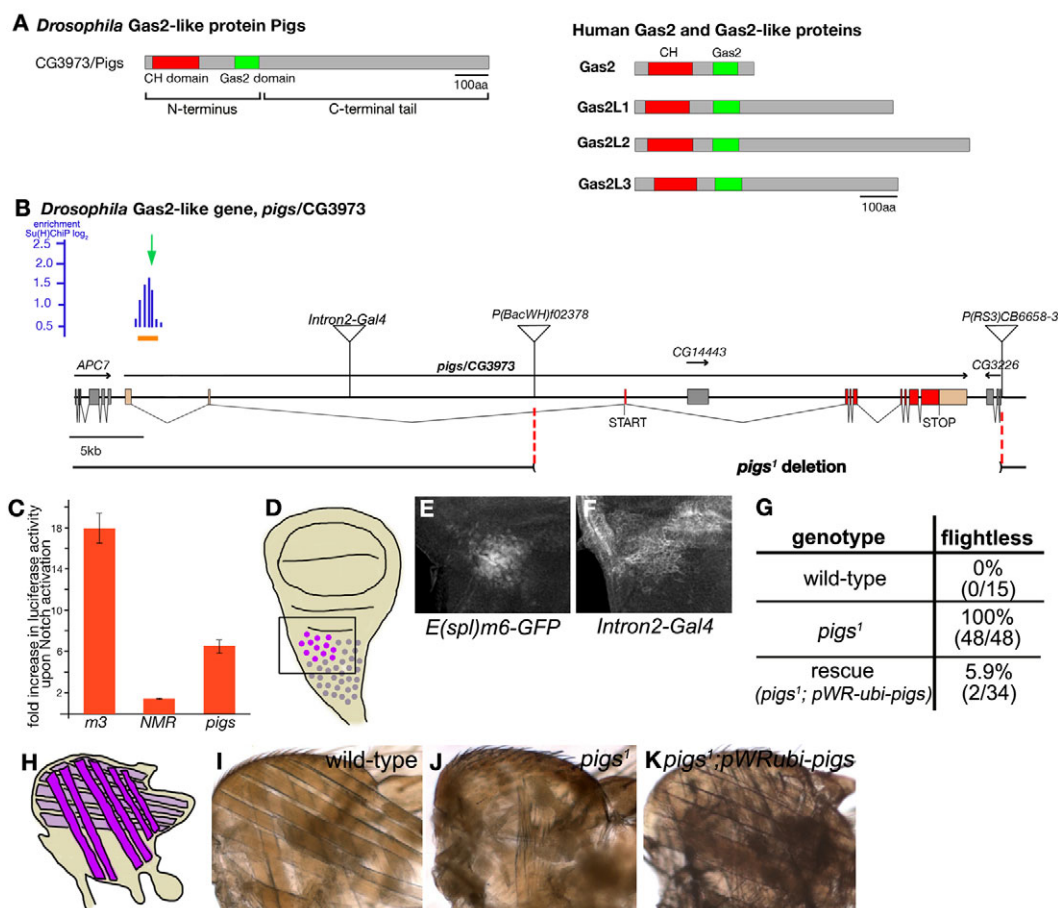 A Drosophila Gas2-like protein Pigs
CG3973/Pigs
CH domain
Gas2 domain
100aa
N-terminus
C-terminal tail
Human Gas2 and Gas2-like proteins
CH
Gas2
Gas2
Gas2L1
Gas2L2
Gas2L3
100aa
B Drosophila Gas2-like gene, pigs/CG3973
enrichment
Su(H)ChiP log2
2.5
2.0
1.5
1.0
0.5
Intron2-Gal4
P(BacWH)f02378
P(RS3)CB6658-3
APC7
pigs/CG3973
CG14443
CG3226
START
STOP
5kb
pigs¹ deletion
C
fold increase in luciferase activity
upon Notch activation
18
14
10
6
2
m3
NMR
pigs
D
E
E(spl)m6-GFP
F
Intron2-Gal4
G
genotype flightless
wild-type 0%
(0/15)
pigs¹ 100%
(48/48)
rescue 5.9%
(pigs¹; pWR-ubi-pigs) (2/34)
H
I wild-type
J pigs¹
K pigs¹;pWRubi-pigs